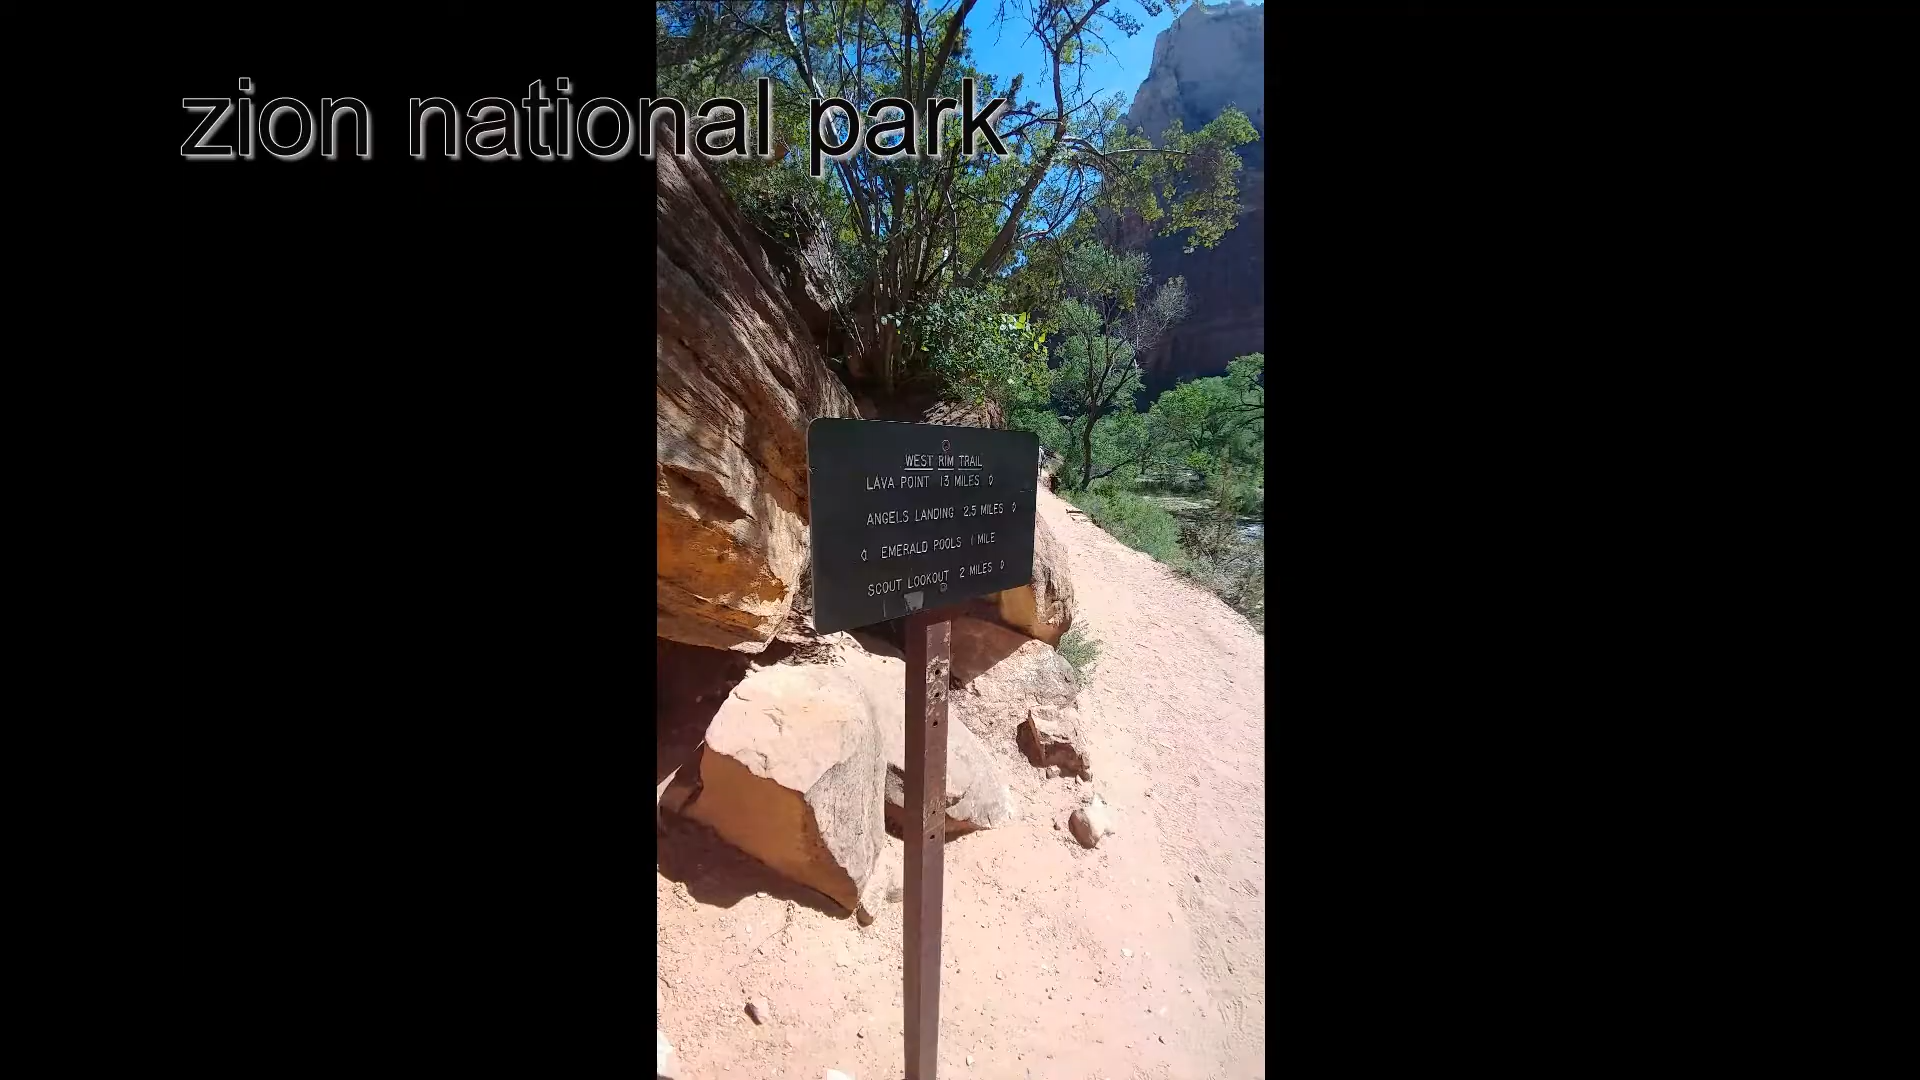 zion national park
WEST RIM TRAIL
LAVA POINT 13 MILES
ANGELS LANDING 2.5 MILES
EMERALD POOLS 1 MILE
SCOUT LOOKOUT 2 MILES